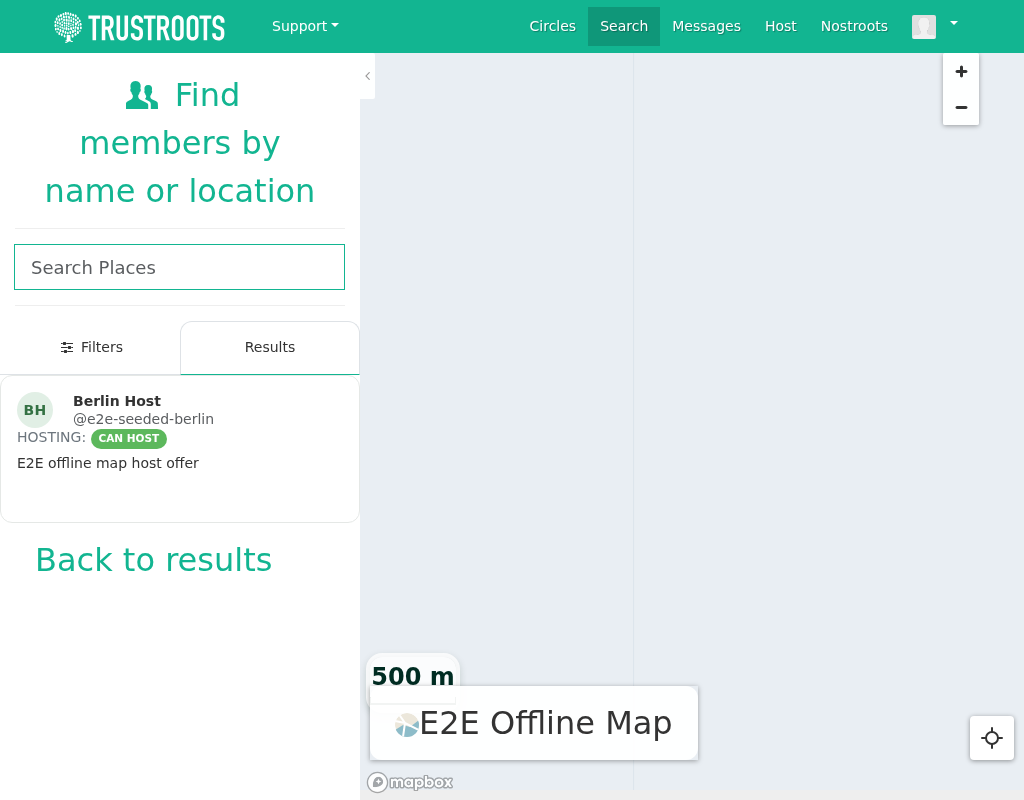 TRUSTROOTS
Support
Circles
Search
Messages
Host
Nostroots
Find
members by
name or location
Search Places
Filters
Results
BH
Berlin Host
@e2e-seeded-berlin
HOSTING: CAN HOST
E2E offline map host offer
Back to results
500 m
E2E Offline Map
mapbox